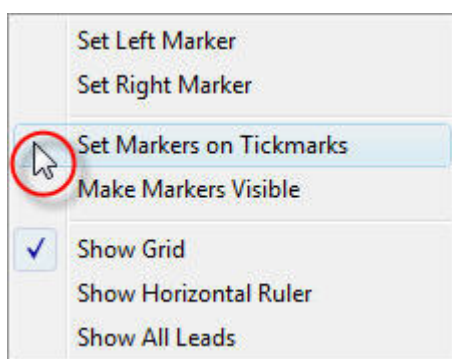 Set Left Marker
Set Right Marker
Set Markers on Tickmarks
Make Markers Visible
Show Grid
Show Horizontal Ruler
Show All Leads